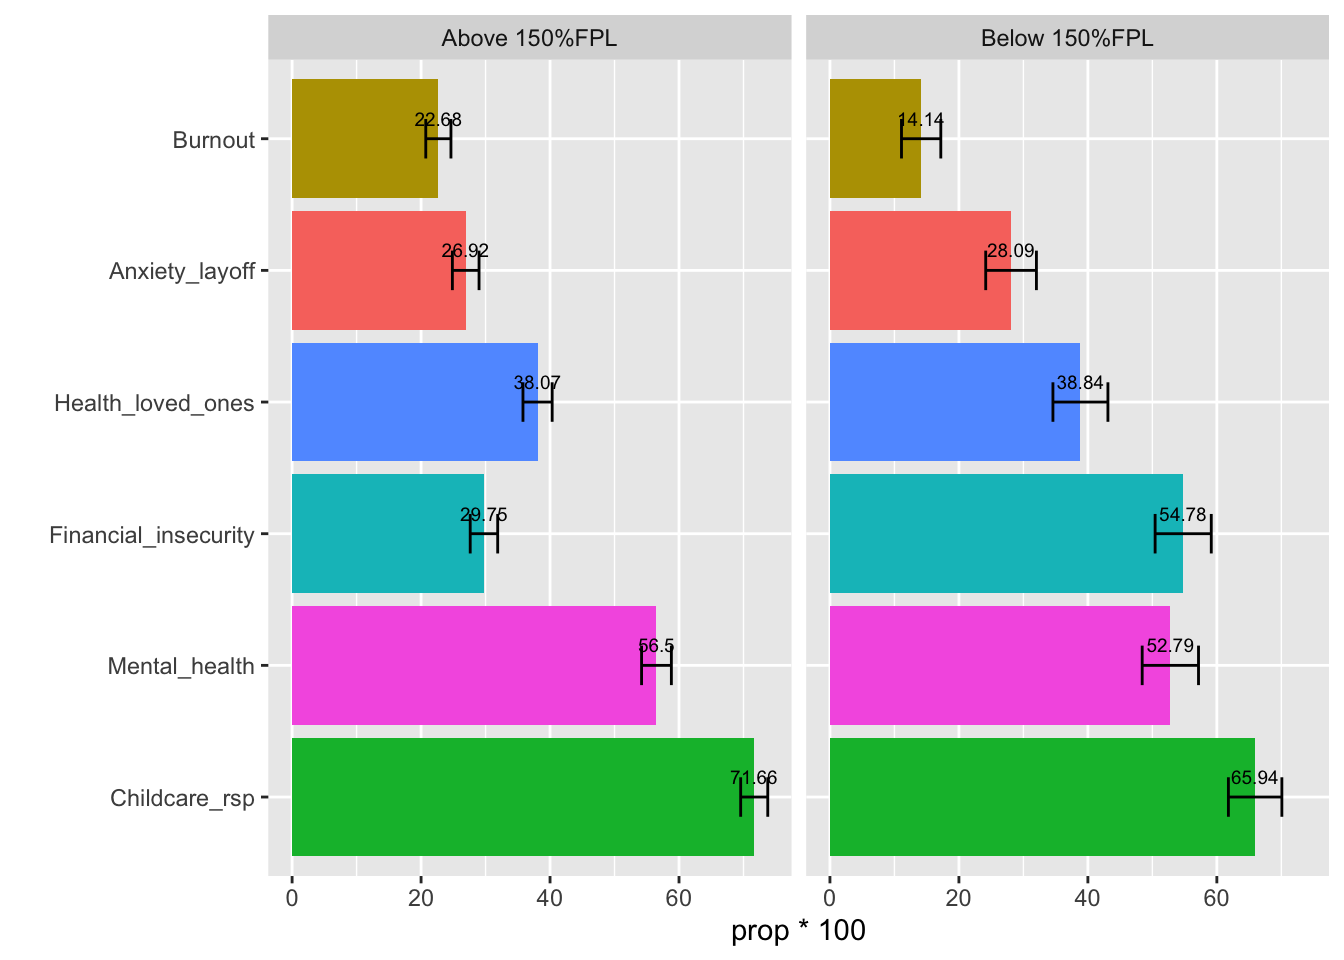 Above 150%FPL
Below 150%FPL
Burnout
22.68
14.14
Anxiety_layoff
26.92
28.09
Health_loved_ones
38.07
38.84
Financial_insecurity
29.75
54.78
Mental_health
56.5
52.79
Childcare_rsp
71.66
65.94
0 20 40 60
0 20 40 60
prop * 100